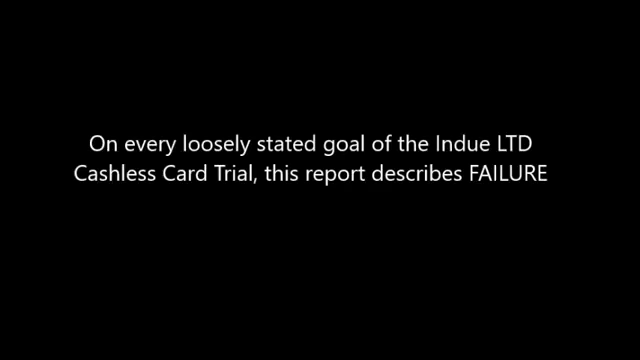 On every loosely stated goal of the Indue LTD
Cashless Card Trial, this report describes FAILURE